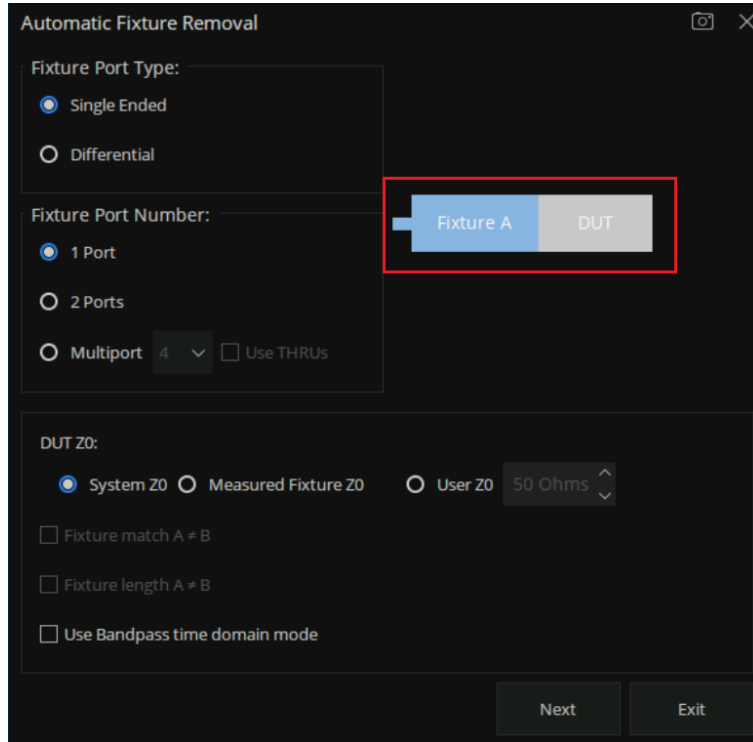 Automatic Fixture Removal
Fixture Port Type:
Single Ended
Differential
Fixture Port Number:
1 Port
2 Ports
Multiport 4 Use THRUs
Fixture A DUT
DUT Z0:
System Z0 Measured Fixture Z0 User Z0 50 Ohms
Fixture match A ≠ B
Fixture length A ≠ B
Use Bandpass time domain mode
Next Exit